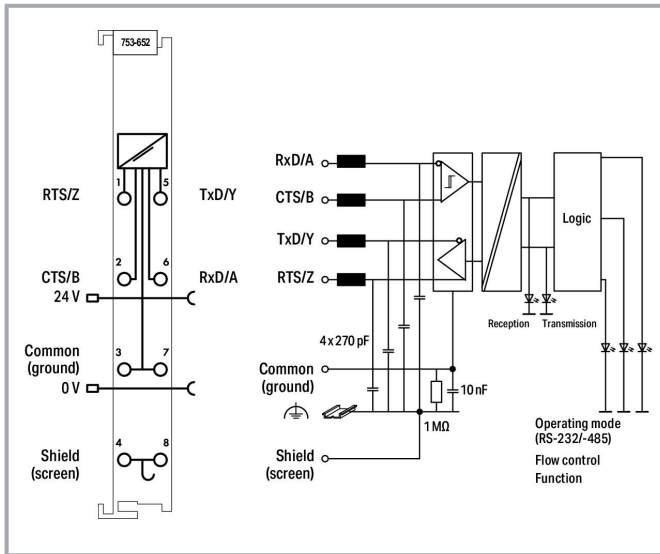 753-652
1
5
RTS/Z
TxD/Y
2
6
CTS/B
RxD/A
24 V
Common
(ground)
3
7
0 V
Shield
(screen)
4
8
RxD/A
CTS/B
TxD/Y
RTS/Z
Logic
Reception
Transmission
4 x 270 pF
Common
(ground)
10 nF
1 MΩ
Shield
(screen)
Operating mode
(RS-232/-485)
Flow control
Function